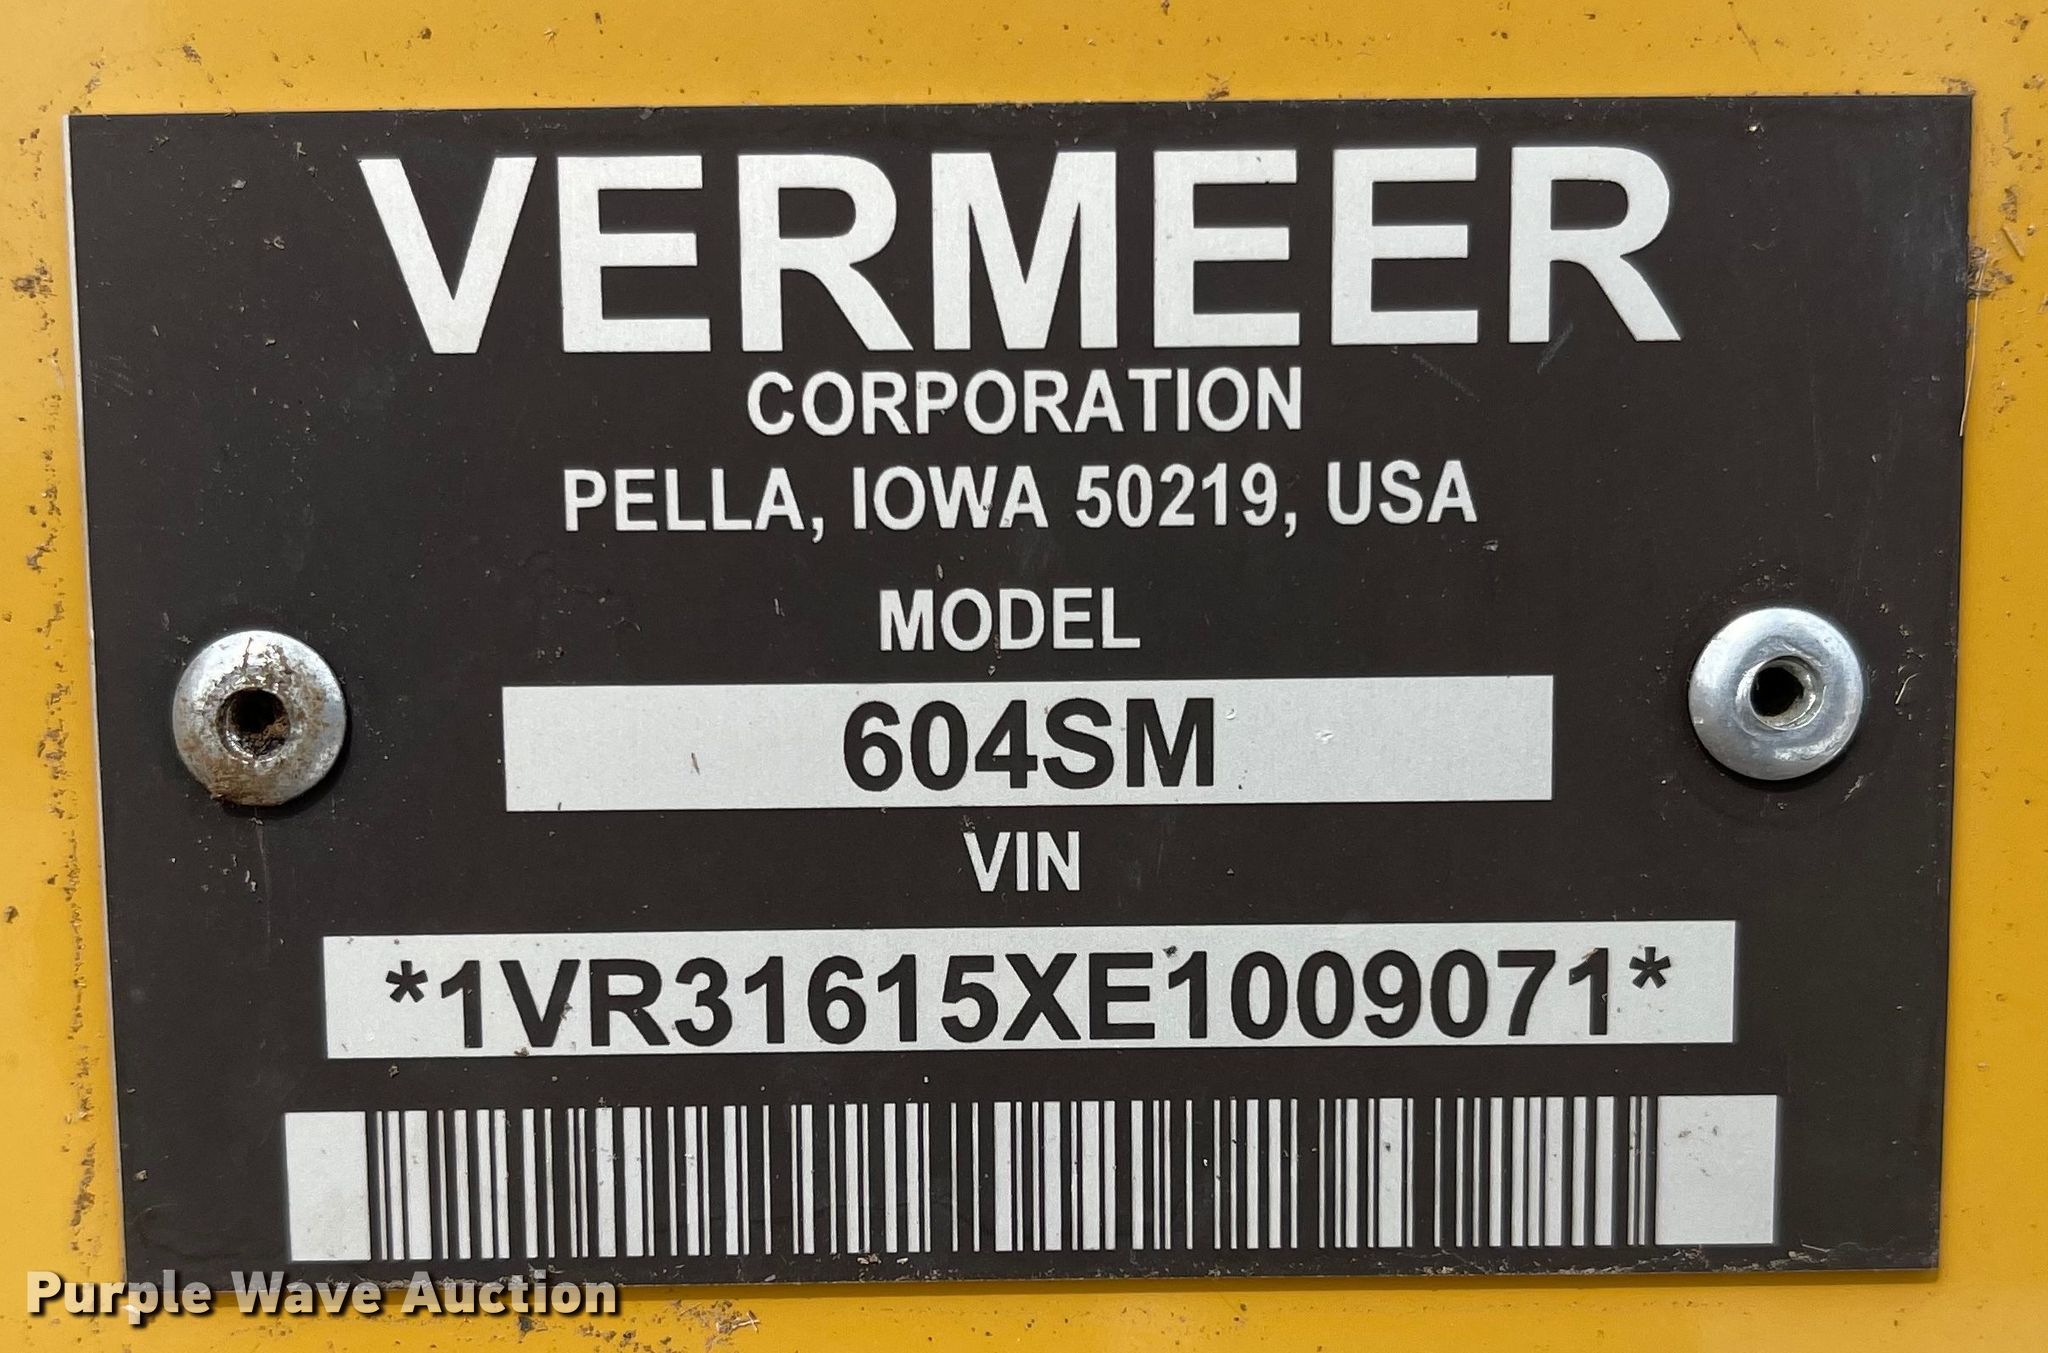 VERMEER
CORPORATION
PELLA, IOWA 50219, USA
MODEL
604SM
VIN
*1VR31615XE1009071*
Purple Wave Auction